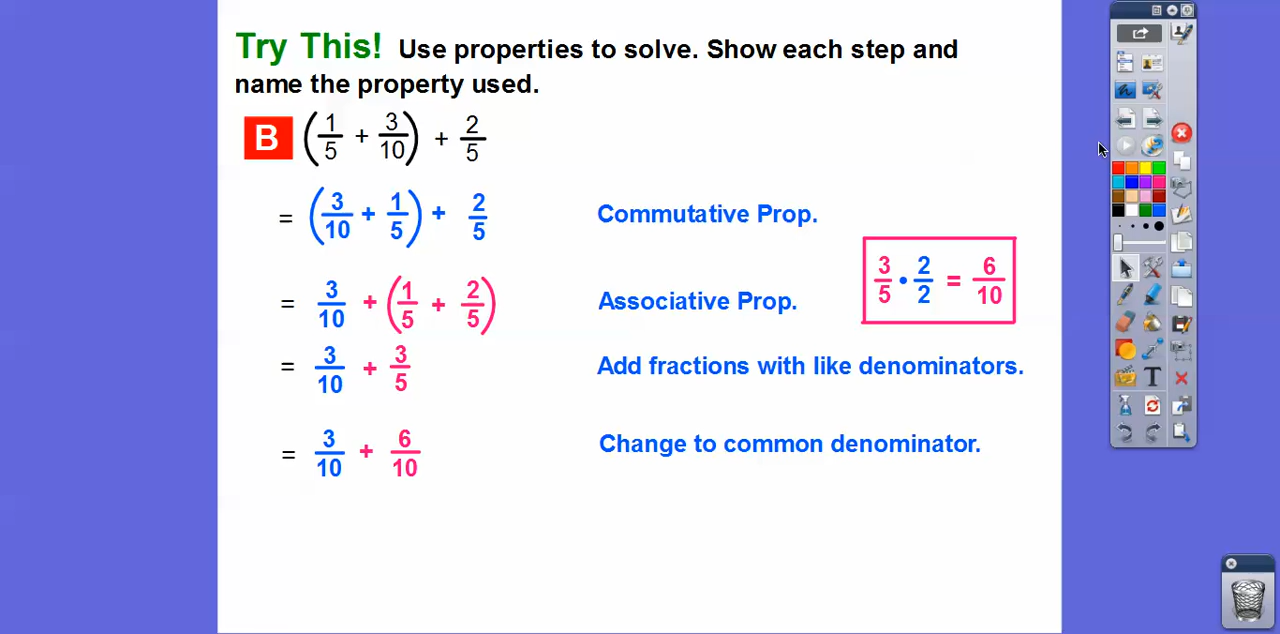 Try This! Use properties to solve. Show each step and
name the property used.
B (1/5 + 3/10) + 2/5
= (3/10 + 1/5) + 2/5 Commutative Prop.
= 3/10 + (1/5 + 2/5) Associative Prop.
3/5 • 2/2 = 6/10
= 3/10 + 3/5 Add fractions with like denominators.
= 3/10 + 6/10 Change to common denominator.